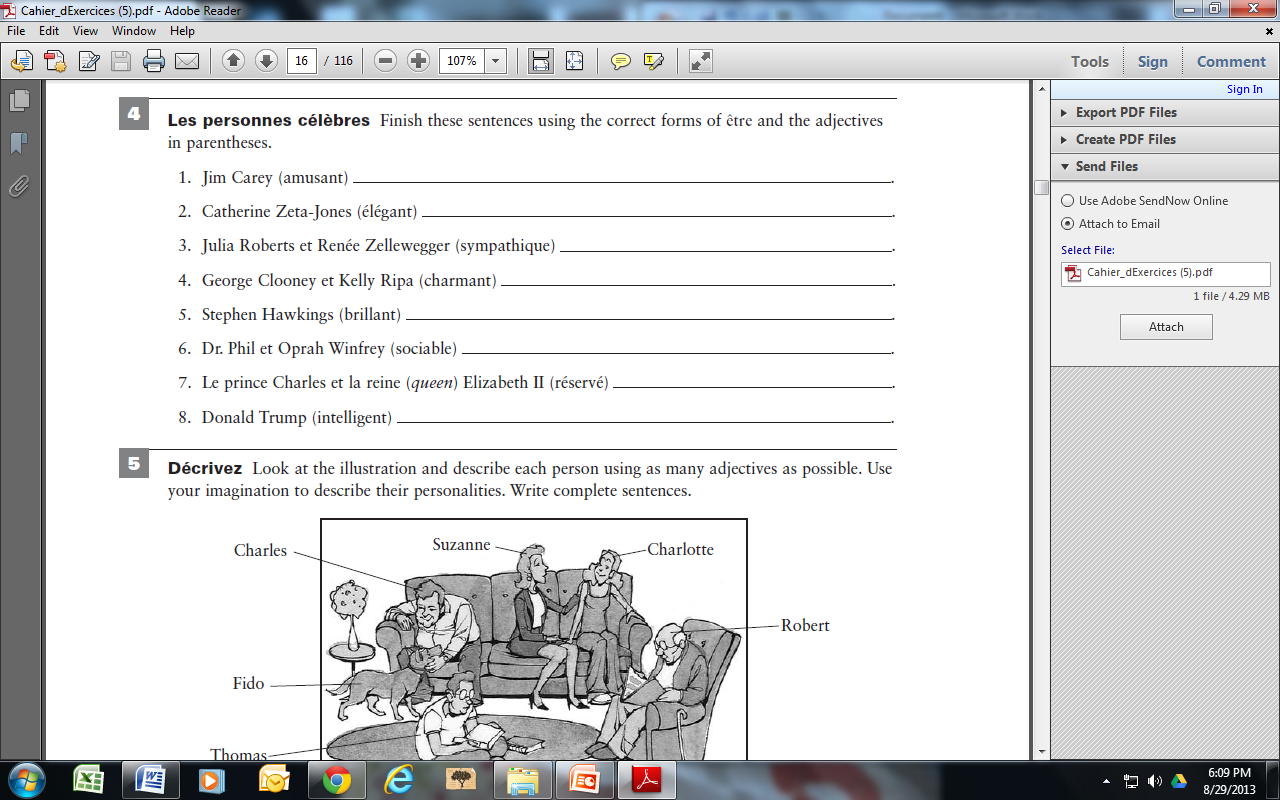 Cahier_dExercices (5).pdf - Adobe Reader
File Edit View Window Help
16 / 116
107%
Tools
Sign
Comment
Sign In
Export PDF Files
Create PDF Files
Send Files
Use Adobe SendNow Online
Attach to Email
Select File:
Cahier_dExercices (5).pdf
1 file / 4.29 MB
Attach
4
Les personnes célèbres Finish these sentences using the correct forms of être and the adjectives
in parentheses.
1. Jim Carey (amusant) .
2. Catherine Zeta-Jones (élégant) .
3. Julia Roberts et Renée Zellewegger (sympathique) .
4. George Clooney et Kelly Ripa (charmant) .
5. Stephen Hawkings (brillant) .
6. Dr. Phil et Oprah Winfrey (sociable) .
7. Le prince Charles et la reine (queen) Elizabeth II (réservé) .
8. Donald Trump (intelligent) .
5
Décrivez Look at the illustration and describe each person using as many adjectives as possible. Use
your imagination to describe their personalities. Write complete sentences.
Charles
Suzanne
Charlotte
Robert
Fido
Thomas
6:09 PM
8/29/2013